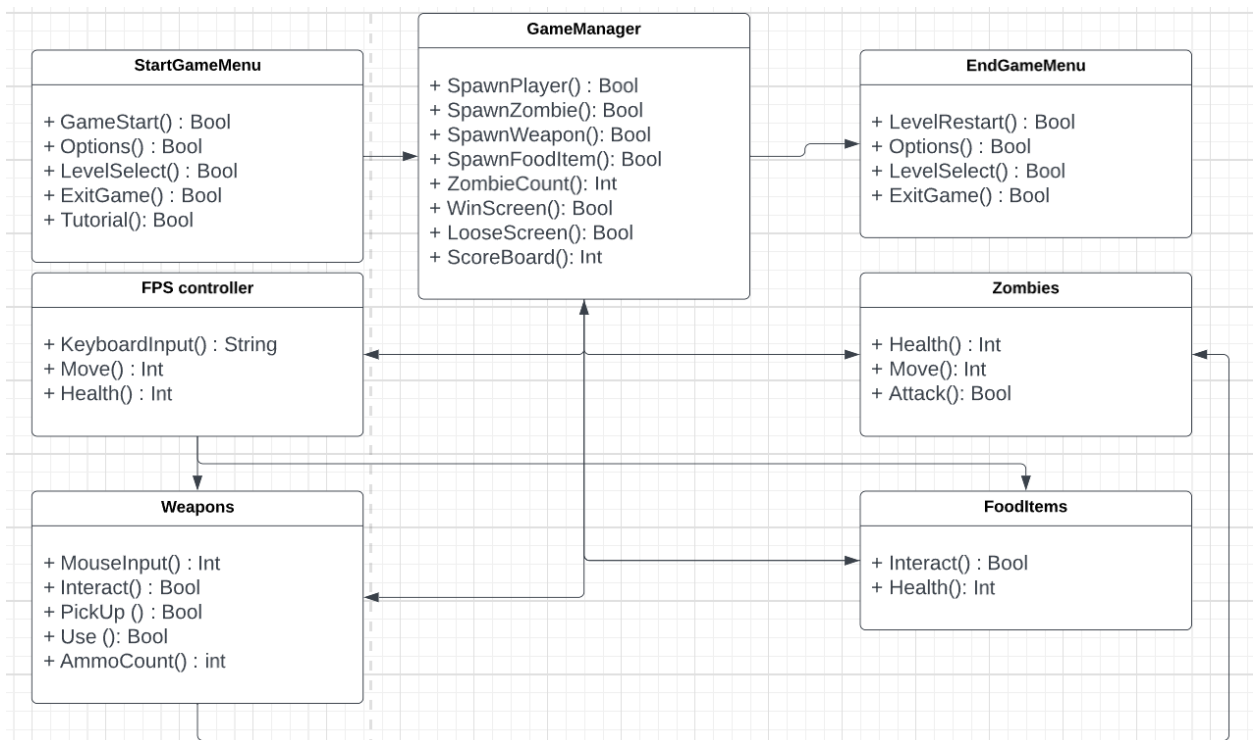 StartGameMenu
+ GameStart() : Bool
+ Options() : Bool
+ LevelSelect() : Bool
+ ExitGame() : Bool
+ Tutorial(): Bool
GameManager
+ SpawnPlayer() : Bool
+ SpawnZombie(): Bool
+ SpawnWeapon(): Bool
+ SpawnFoodItem(): Bool
+ ZombieCount(): Int
+ WinScreen(): Bool
+ LooseScreen(): Bool
+ ScoreBoard(): Int
EndGameMenu
+ LevelRestart() : Bool
+ Options() : Bool
+ LevelSelect() : Bool
+ ExitGame() : Bool
FPS controller
+ KeyboardInput() : String
+ Move() : Int
+ Health() : Int
Zombies
+ Health() : Int
+ Move(): Int
+ Attack(): Bool
Weapons
+ MouseInput() : Int
+ Interact() : Bool
+ PickUp () : Bool
+ Use (): Bool
+ AmmoCount() : int
FoodItems
+ Interact() : Bool
+ Health(): Int